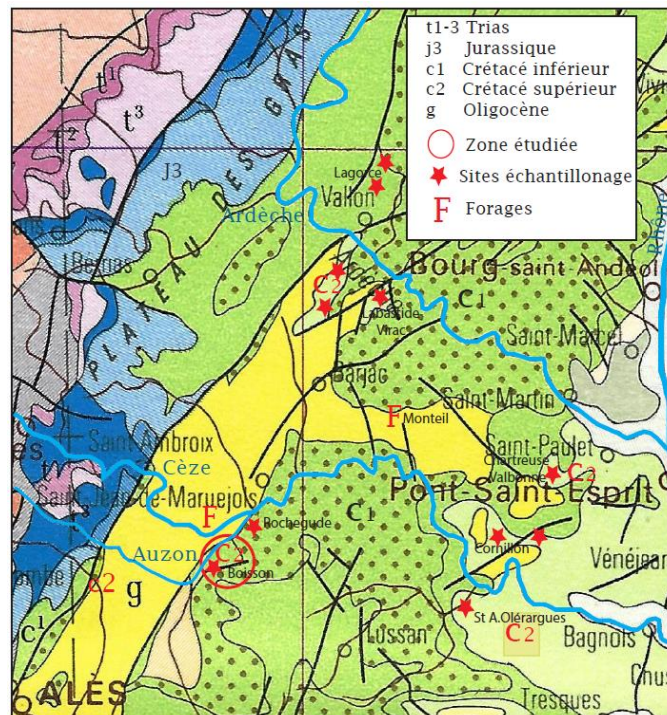 t1-3 Trias
j3 Jurassique
c1 Crétacé inférieur
c2 Crétacé supérieur
g Oligocène
Zone étudiée
Sites échantillonage
F Forages
t¹
t²
t³
J3
PLATEAU DES GRAS
Lagorce
Vallon
Ardèche
Rhône
Bernas
C2
Bourg-saint-Andéol
C1
Labastide
Virac
Saint-Marcel
Barjac
Saint-Martin
F Monteil
Saint-Ambroix
Saint-Paulet
Chartreuse
Valbonne
C2
Cèze
Pont-Saint-Esprit
Saint-Jean-de-Maruejols
F
Rochegude
C1
Auzon
C2
Boisson
Cornillon
Vénéjean
c2
g
St A.Olérargues
C2
C1
Lussan
Bagnols
ALÈS
Tresques
Chus